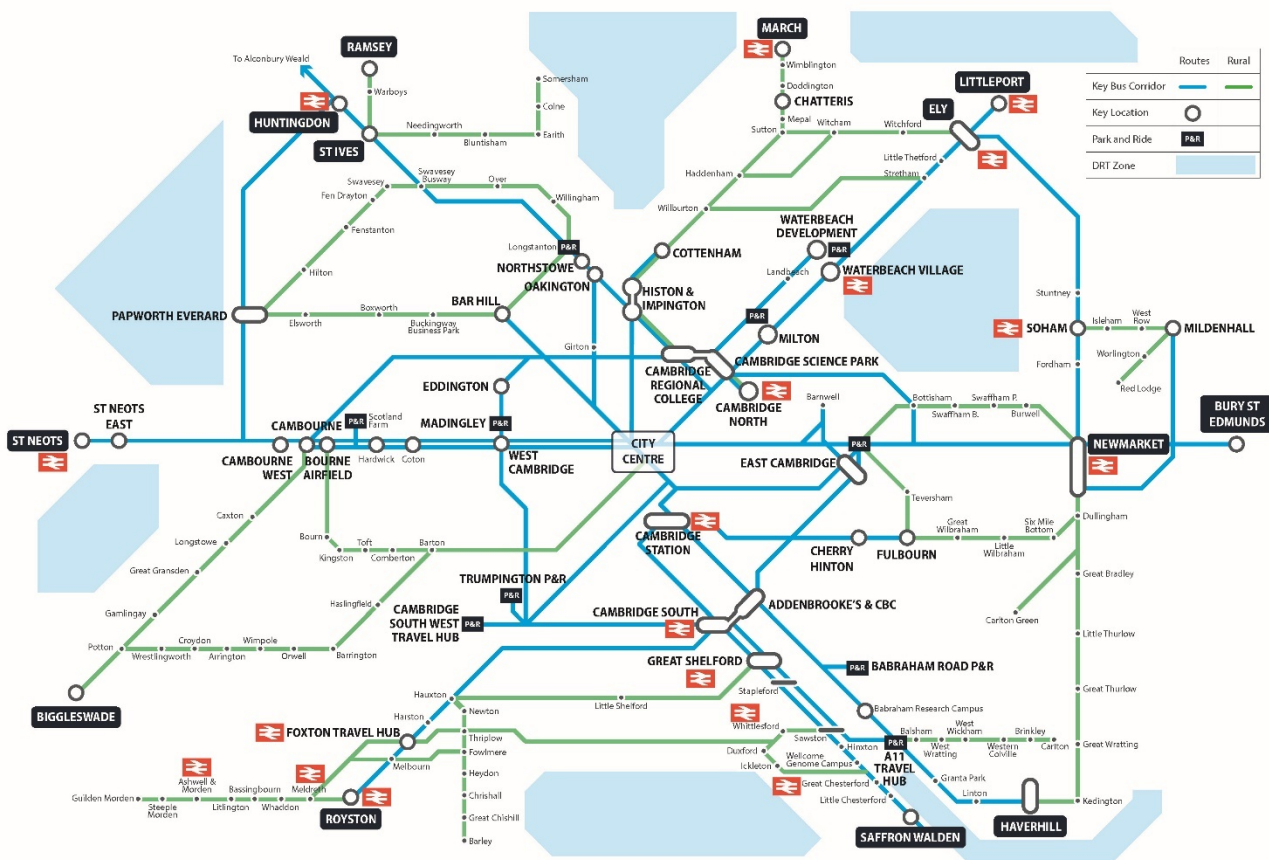 MARCH
RAMSEY
To Alconbury Weald
Wimblington
Doddington
CHATTERIS
Mepal
Sutton
Witcham
Witchford
LITTLEPORT
ELY
Routes
Rural
Key Bus Corridor
Key Location
Park and Ride
P&R
DRT Zone
Warboys
HUNTINGDON
ST IVES
Needingworth
Bluntisham
Somersham
Colne
Earith
Little Thetford
Stretham
Haddenham
Wilburton
Swavesey
Swavesey
Busway
Over
Willingham
Fen Drayton
Fenstanton
Hilton
Longstanton
P&R
NORTHSTOWE
OAKINGTON
COTTENHAM
WATERBEACH
DEVELOPMENT
P&R
Landbeach
WATERBEACH VILLAGE
HISTON &
IMPINGTON
BAR HILL
PAPWORTH EVERARD
Elsworth
Boxworth
Buckingway
Business Park
Girton
P&R
MILTON
CAMBRIDGE SCIENCE PARK
CAMBRIDGE
REGIONAL
COLLEGE
CAMBRIDGE
NORTH
Stuntney
SOHAM
Isleham
West
Row
MILDENHALL
Worlington
Red Lodge
Fordham
EDDINGTON
MADINGLEY
P&R
Barnwell
Bottisham
Swaffham B.
Swaffham P.
Burwell
BURY ST
EDMUNDS
NEWMARKET
ST NEOTS
EAST
ST NEOTS
CAMBOURNE
WEST
CAMBOURNE
BOURNE
AIRFIELD
P&R
Scotland
Farm
Hardwick
Coton
WEST
CAMBRIDGE
CITY
CENTRE
EAST CAMBRIDGE
P&R
Teversham
Dullingham
Great
Wilbraham
Six Mile
Bottom
Little
Wilbraham
CHERRY
HINTON
FULBOURN
CAMBRIDGE
STATION
Caxton
Longstowe
Great Gransden
Gamlingay
Potton
BIGGLESWADE
Bourn
Kingston
Toft
Comberton
Barton
Haslingfield
Barrington
Orwell
Wimpole
Arrington
Croydon
Wrestlingworth
TRUMPINGTON P&R
P&R
CAMBRIDGE
SOUTH WEST
TRAVEL HUB
P&R
CAMBRIDGE SOUTH
ADDENBROOKE'S & CBC
Great Bradley
Carlton Green
Little Thurlow
Great Thurlow
Great Wratting
Kedington
GREAT SHELFORD
Stapleford
P&R
BABRAHAM ROAD P&R
Babraham Research Campus
Hauxton
Little Shelford
Harston
Newton
FOXTON TRAVEL HUB
Thriplow
Fowlmere
Melbourn
Heydon
Chrishall
Great Chishill
Barley
Whittlesford
Sawston
Duxford
Ickleton
Hinxton
Wellcome
Genome Campus
Great Chesterford
Little Chesterford
SAFFRON WALDEN
P&R
A11
TRAVEL
HUB
Balsham
West
Wratting
West
Wickham
Western
Colville
Brinkley
Carlton
Granta Park
Linton
HAVERHILL
Guilden Morden
Steeple
Morden
Ashwell &
Morden
Litlington
Bassingbourn
Whaddon
Meldreth
ROYSTON